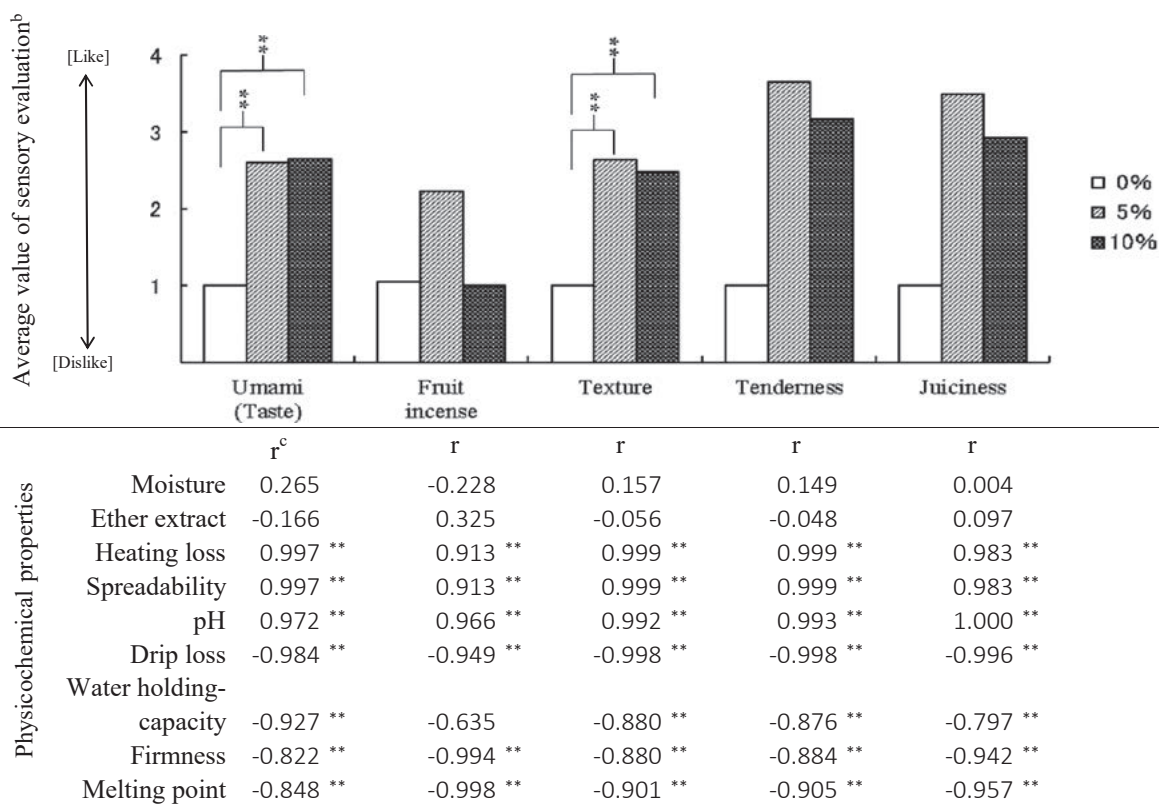 Average value of sensory evaluation^b
[Like]
[Dislike]
4
3
2
1
**
**
**
**
0%
5%
10%
Umami (Taste)
Fruit incense
Texture
Tenderness
Juiciness
Physicochemical properties
r^c r r r r
Moisture 0.265 -0.228 0.157 0.149 0.004
Ether extract -0.166 0.325 -0.056 -0.048 0.097
Heating loss 0.997 ** 0.913 ** 0.999 ** 0.999 ** 0.983 **
Spreadability 0.997 ** 0.913 ** 0.999 ** 0.999 ** 0.983 **
pH 0.972 ** 0.966 ** 0.992 ** 0.993 ** 1.000 **
Drip loss -0.984 ** -0.949 ** -0.998 ** -0.998 ** -0.996 **
Water holding-
capacity -0.927 ** -0.635 -0.880 ** -0.876 ** -0.797 **
Firmness -0.822 ** -0.994 ** -0.880 ** -0.884 ** -0.942 **
Melting point -0.848 ** -0.998 ** -0.901 ** -0.905 ** -0.957 **